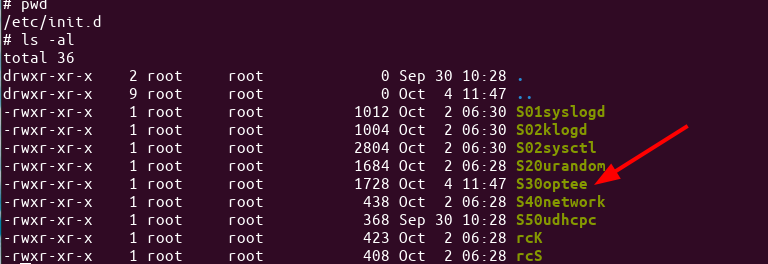 # pwd
/etc/init.d
# ls -al
total 36
drwxr-xr-x    2 root     root             0 Sep 30 10:28 .
drwxr-xr-x    9 root     root             0 Oct  4 11:47 ..
-rwxr-xr-x    1 root     root          1012 Oct  2 06:30 S01syslogd
-rwxr-xr-x    1 root     root          1004 Oct  2 06:30 S02klogd
-rwxr-xr-x    1 root     root          2804 Oct  2 06:30 S02sysctl
-rwxr-xr-x    1 root     root          1684 Oct  2 06:28 S20urandom
-rwxr-xr-x    1 root     root          1728 Oct  4 11:47 S30optee
-rwxr-xr-x    1 root     root           438 Oct  2 06:28 S40network
-rwxr-xr-x    1 root     root           368 Sep 30 10:28 S50udhcpc
-rwxr-xr-x    1 root     root           423 Oct  2 06:28 rcK
-rwxr-xr-x    1 root     root           408 Oct  2 06:28 rcS